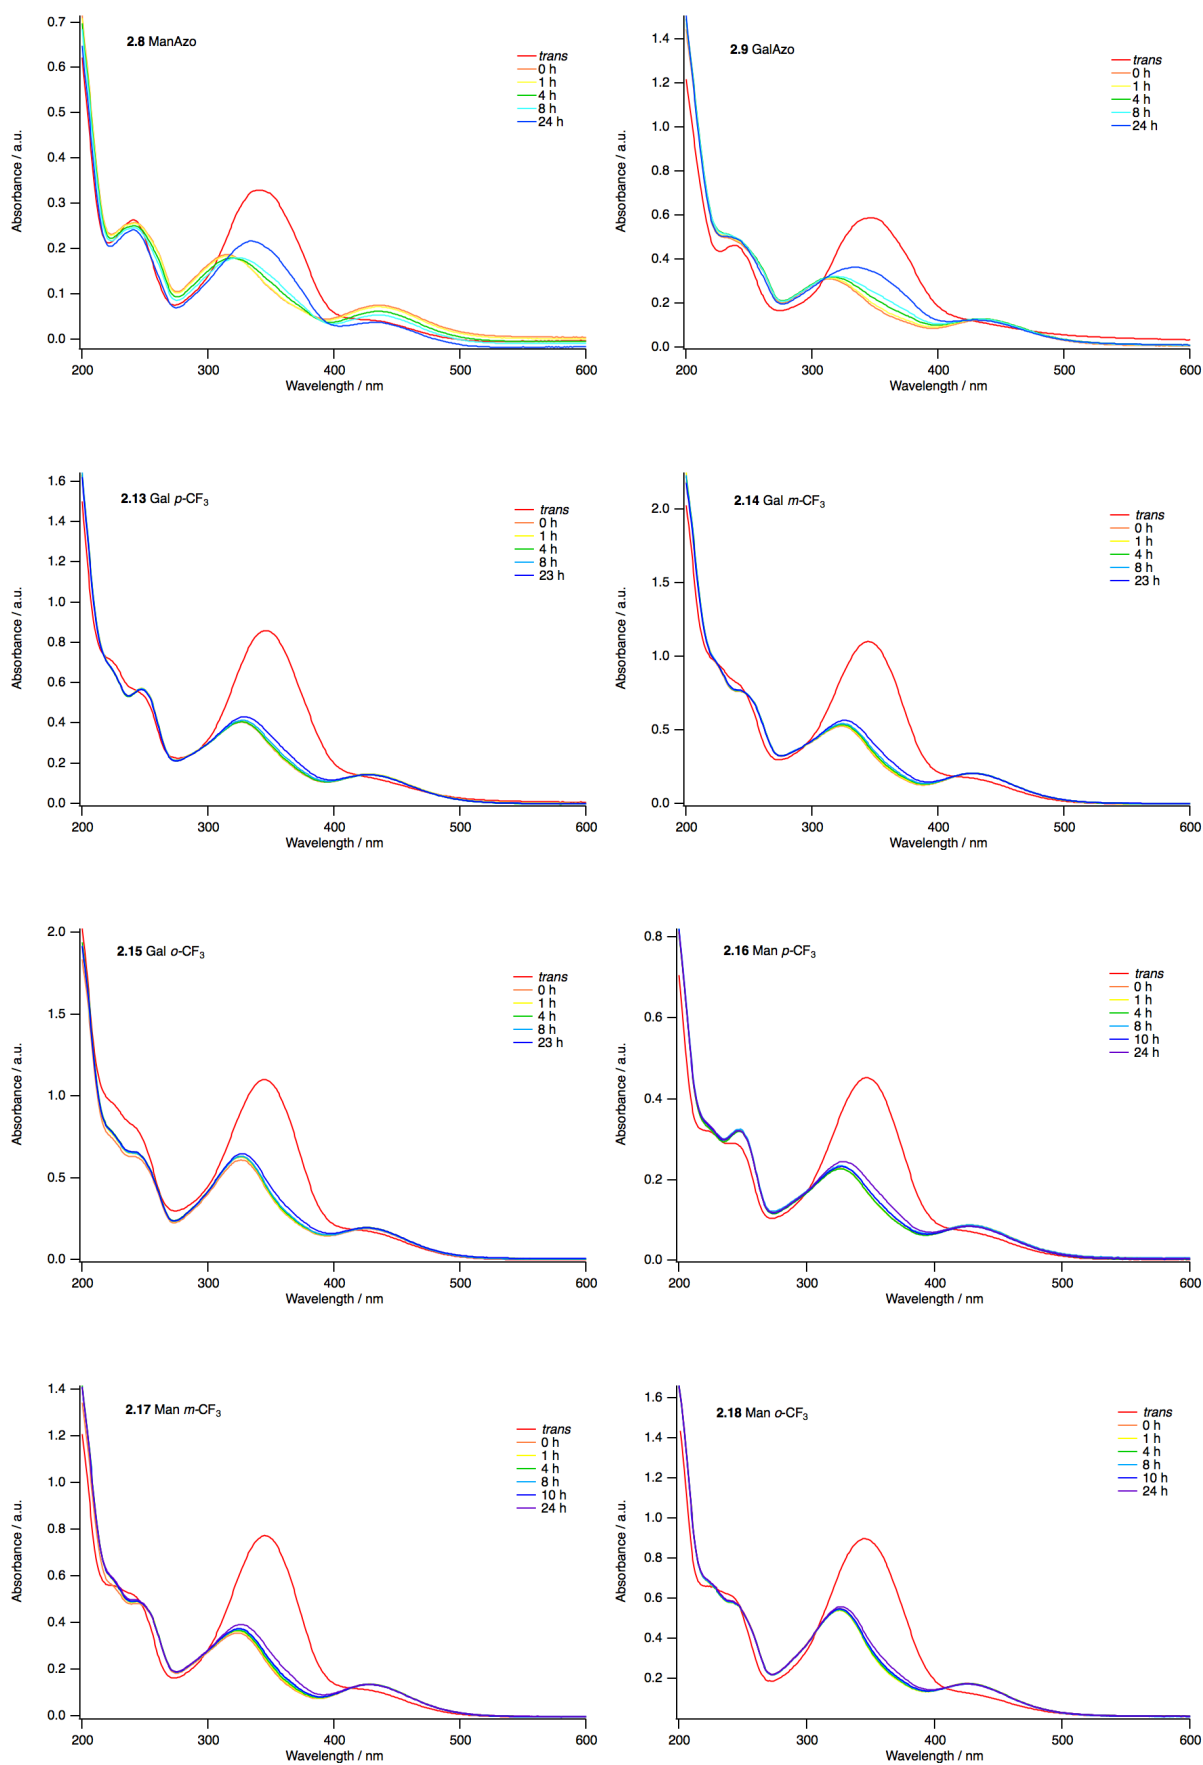 2.8 ManAzo
Absorbance / a.u.
0.7
0.6
0.5
0.4
0.3
0.2
0.1
0.0
trans
0 h
1 h
4 h
8 h
24 h
200 300 400 500 600
Wavelength / nm
2.9 GalAzo
Absorbance / a.u.
1.4
1.2
1.0
0.8
0.6
0.4
0.2
0.0
trans
0 h
1 h
4 h
8 h
24 h
200 300 400 500 600
Wavelength / nm
2.13 Gal p-CF3
Absorbance / a.u.
1.6
1.4
1.2
1.0
0.8
0.6
0.4
0.2
0.0
trans
0 h
1 h
4 h
8 h
23 h
200 300 400 500 600
Wavelength / nm
2.14 Gal m-CF3
Absorbance / a.u.
2.0
1.5
1.0
0.5
0.0
trans
0 h
1 h
4 h
8 h
23 h
200 300 400 500 600
Wavelength / nm
2.15 Gal o-CF3
Absorbance / a.u.
2.0
1.5
1.0
0.5
0.0
trans
0 h
1 h
4 h
8 h
23 h
200 300 400 500 600
Wavelength / nm
2.16 Man p-CF3
Absorbance / a.u.
0.8
0.6
0.4
0.2
0.0
trans
0 h
1 h
4 h
8 h
10 h
24 h
200 300 400 500 600
Wavelength / nm
2.17 Man m-CF3
Absorbance / a.u.
1.4
1.2
1.0
0.8
0.6
0.4
0.2
0.0
trans
0 h
1 h
4 h
8 h
10 h
24 h
200 300 400 500 600
Wavelength / nm
2.18 Man o-CF3
Absorbance / a.u.
1.6
1.4
1.2
1.0
0.8
0.6
0.4
0.2
trans
0 h
1 h
4 h
8 h
10 h
24 h
200 300 400 500 600
Wavelength / nm